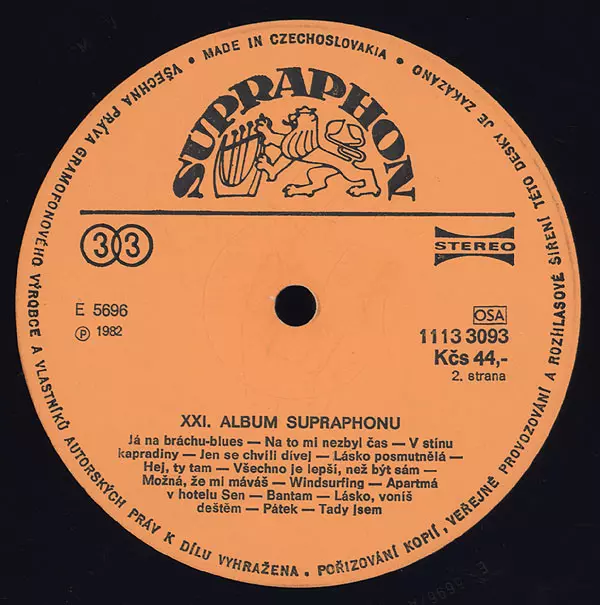 VŠECHNA PRÁVA GRAMOFONOVÉHO VÝROBCE A VLASTNÍKŮ AUTORSKÝCH PRÁV K DÍLU VYHRAŽENA. POŘIZOVÁNÍ KOPIÍ, VEŘEJNÉ PROVOZOVÁNÍ A ROZHLASOVÉ ŠÍŘENÍ TÉTO DESKY JE ZAKÁZÁNO • MADE IN CZECHOSLOVAKIA •
SUPRAPHON
33
STEREO
E 5696
OSA
Ⓟ 1982
1113 3093
Kčs 44,-
2. strana
XXI. ALBUM SUPRAPHONU
Já na bráchu-blues — Na to mi nezbyl čas — V stínu
kapradiny — Jen se chvíli dívej — Lásko posmutnělá —
Hej, ty tam — Všechno je lepší, než být sám —
Možná, že mi máváš — Windsurfing — Apartmá
v hotelu Sen — Bantam — Lásko, voníš
deštěm — Pátek — Tady jsem